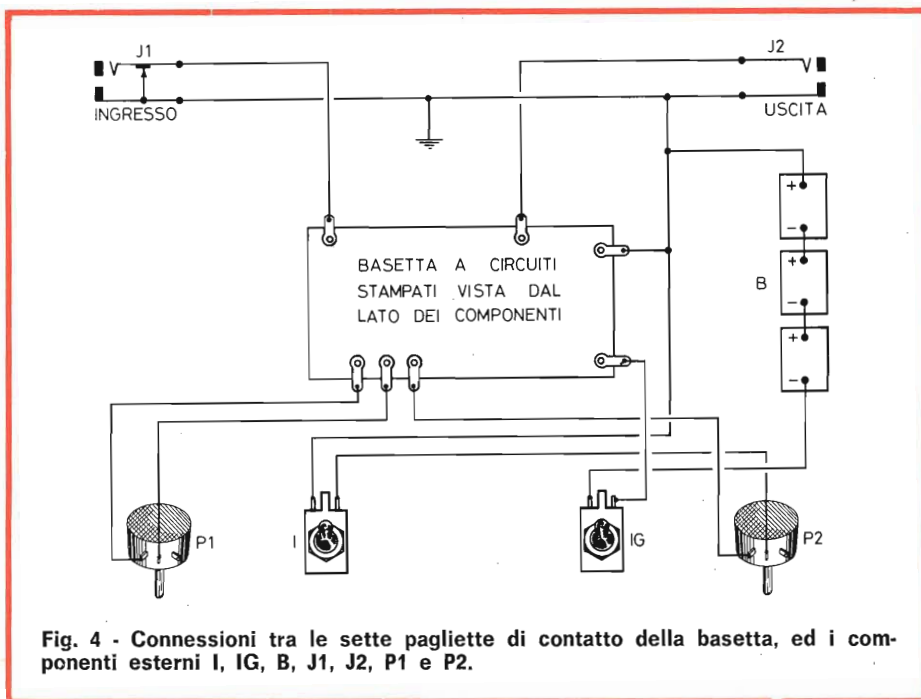 J1
J2
INGRESSO
USCITA
+
-
BASETTA A CIRCUITI
STAMPATI VISTA DAL
LATO DEI COMPONENTI
+
-
B
+
-
P1
I
IG
P2
Fig. 4 - Connessioni tra le sette pagliette di contatto della basetta, ed i com-
ponenti esterni I, IG, B, J1, J2, P1 e P2.